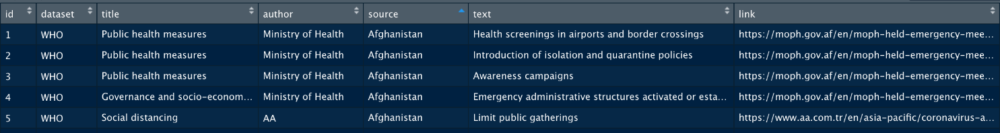 id dataset title author source text link
1 WHO Public health measures Ministry of Health Afghanistan Health screenings in airports and border crossings https://moph.gov.af/en/moph-held-emergency-mee...
2 WHO Public health measures Ministry of Health Afghanistan Introduction of isolation and quarantine policies https://moph.gov.af/en/moph-held-emergency-mee...
3 WHO Public health measures Ministry of Health Afghanistan Awareness campaigns https://moph.gov.af/en/moph-held-emergency-mee...
4 WHO Governance and socio-econom... Ministry of Health Afghanistan Emergency administrative structures activated or esta... https://moph.gov.af/en/moph-held-emergency-mee...
5 WHO Social distancing AA Afghanistan Limit public gatherings https://www.aa.com.tr/en/asia-pacific/coronavirus-a...